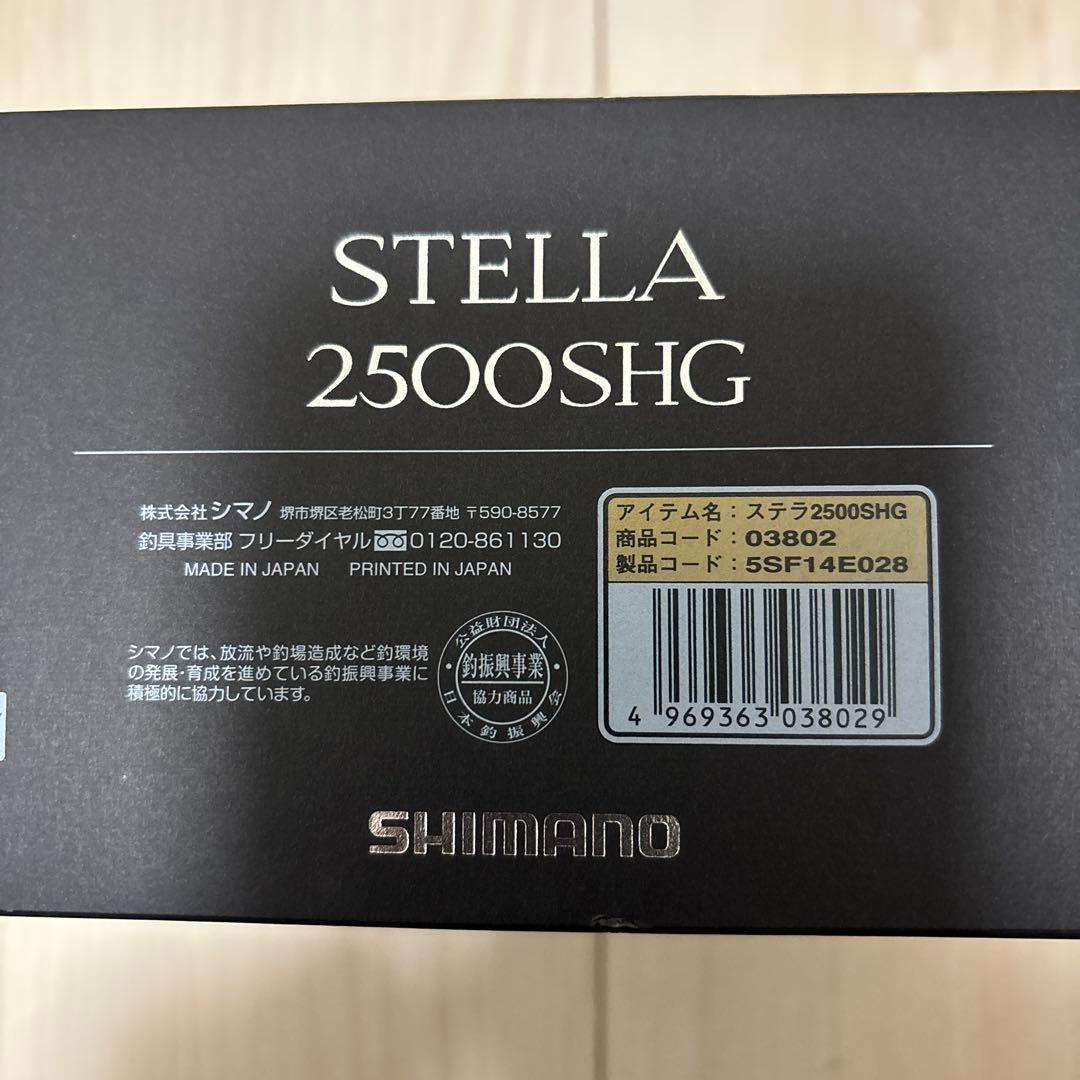 STELLA
2500SHG
株式会社シマノ 堺市堺区老松町3丁77番地 〒590-8577
釣具事業部 フリーダイヤル 0120-861130
MADE IN JAPAN PRINTED IN JAPAN
シマノでは、放流や釣場造成など釣環境
の発展・育成を進めている釣振興事業に
積極的に協力しています。
公益財団法人
釣振興事業
協力商品
日本釣振興会
アイテム名：ステラ2500SHG
商品コード：03802
製品コード：5SF14E028
4 969363 038029
SHIMANO